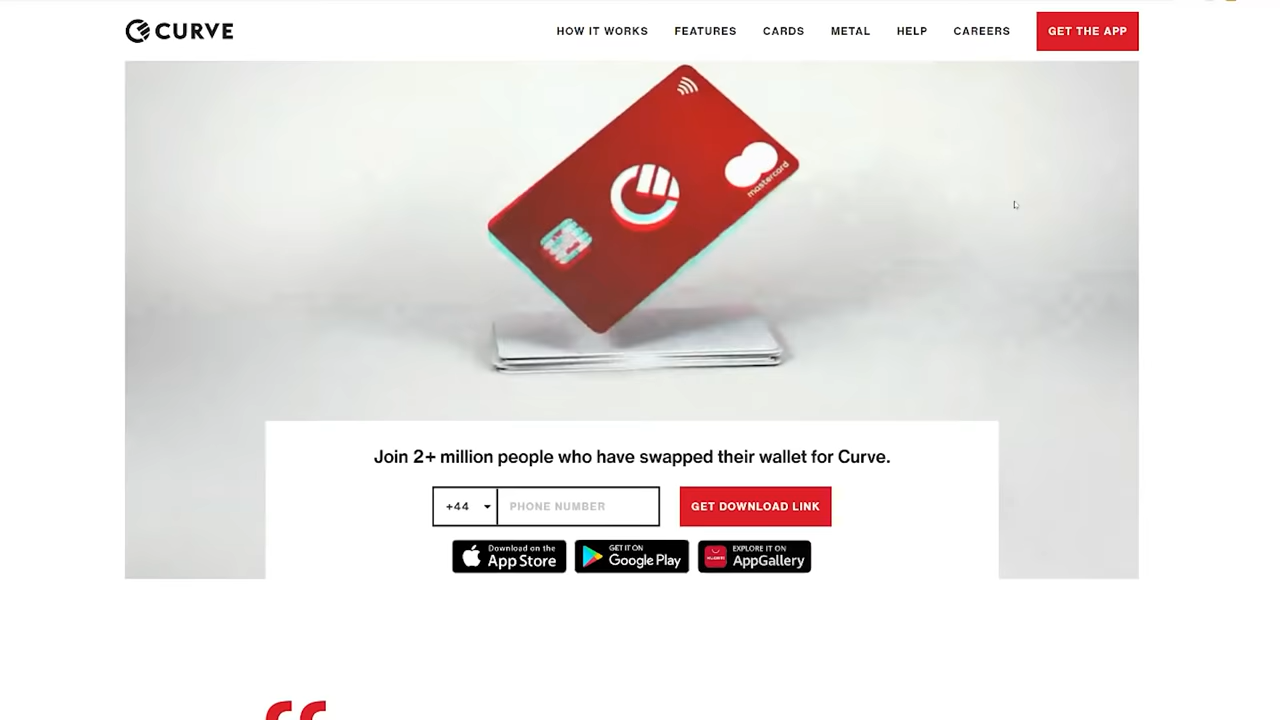 CURVE
HOW IT WORKS FEATURES CARDS METAL HELP CAREERS GET THE APP
mastercard
Join 2+ million people who have swapped their wallet for Curve.
+44 PHONE NUMBER GET DOWNLOAD LINK
Download on the App Store
GET IT ON Google Play
EXPLORE IT ON AppGallery